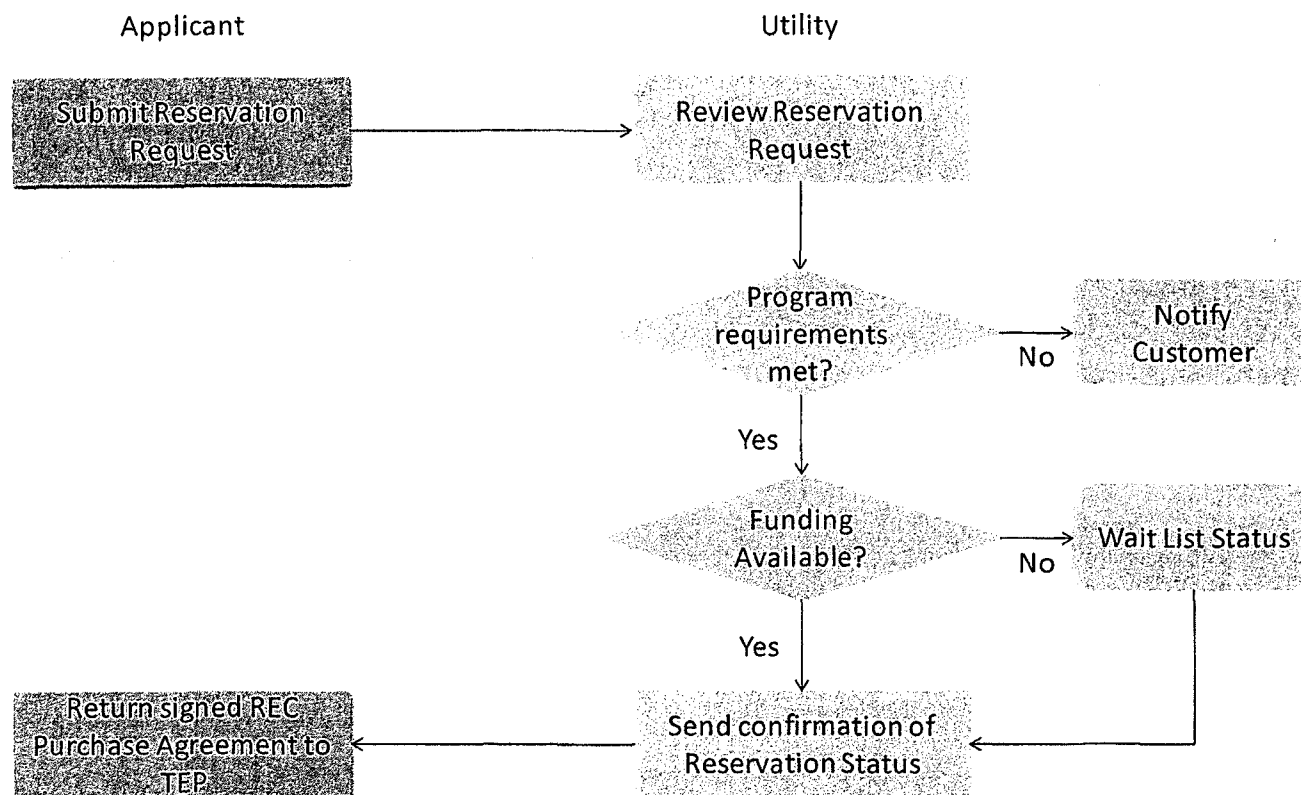 Applicant
Utility
Submit Reservation
Request
Review Reservation
Request
Program
requirements
met?
No
Notify
Customer
Yes
Funding
Available?
No
Wait List Status
Yes
Return signed REC
Purchase Agreement to
TEP
Send confirmation of
Reservation Status